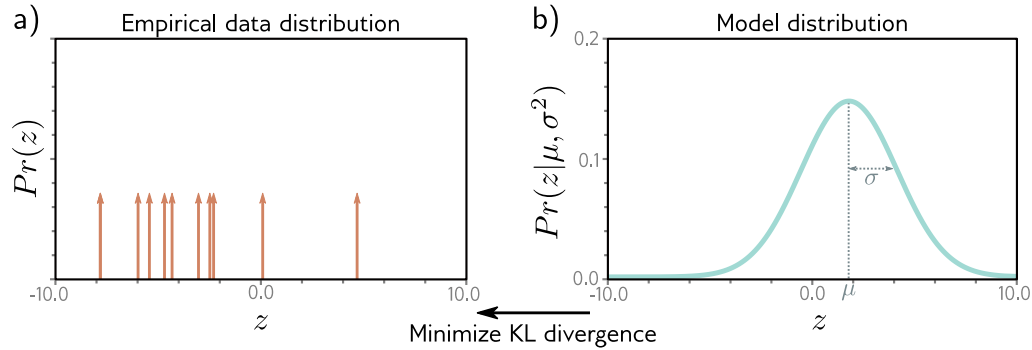 a) Empirical data distribution
Pr(z)
-10.0 0.0 10.0
z
b) Model distribution
0.2
0.1
0.0
Pr(z|μ, σ²)
σ
-10.0 0.0 μ 10.0
z
Minimize KL divergence